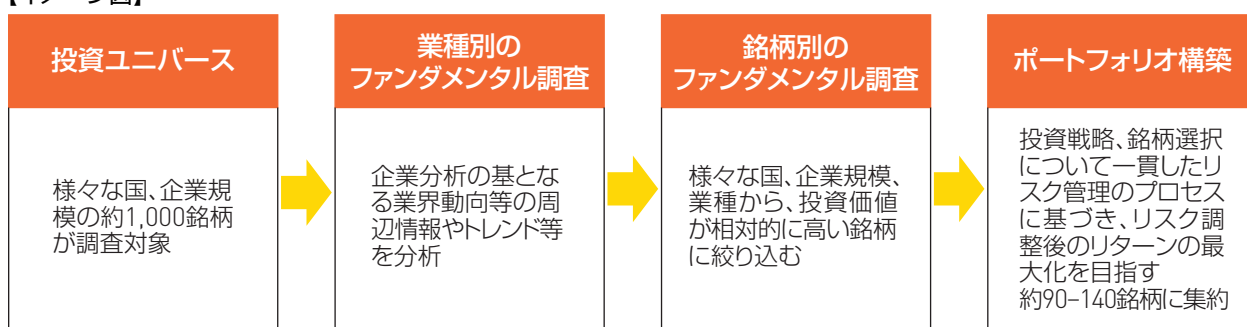 投資ユニバース
様々な国、企業規
模の約1,000銘柄
が調査対象
業種別の
ファンダメンタル調査
企業分析の基とな
る業界動向等の周
辺情報やトレンド等
を分析
銘柄別の
ファンダメンタル調査
様々な国、企業規模、
業種から、投資価値
が相対的に高い銘柄
に絞り込む
ポートフォリオ構築
投資戦略、銘柄選択
について一貫したリ
スク管理のプロセス
に基づき、リスク調
整後のリターンの最
大化を目指す
約90–140銘柄に集約